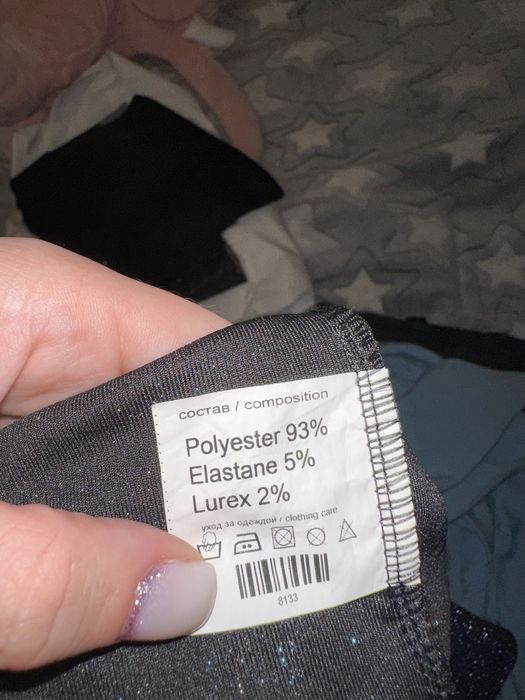 состав / composition
Polyester 93%
Elastane 5%
Lurex 2%
уход за одеждой / clothing care
8133